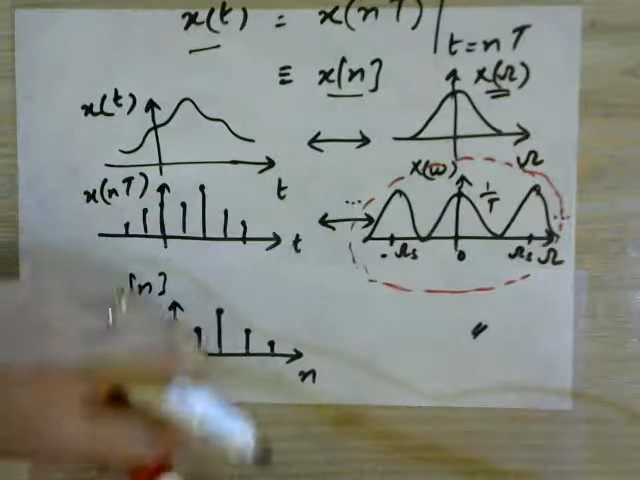 x(t) = x(nT)|
t=nT
≡ x[n]
x(t)
t
X(Ω)
Ω
x(nT)
t
X(ω)
1/T
...
- Ωs
0
Ωs
Ω
[n]
n